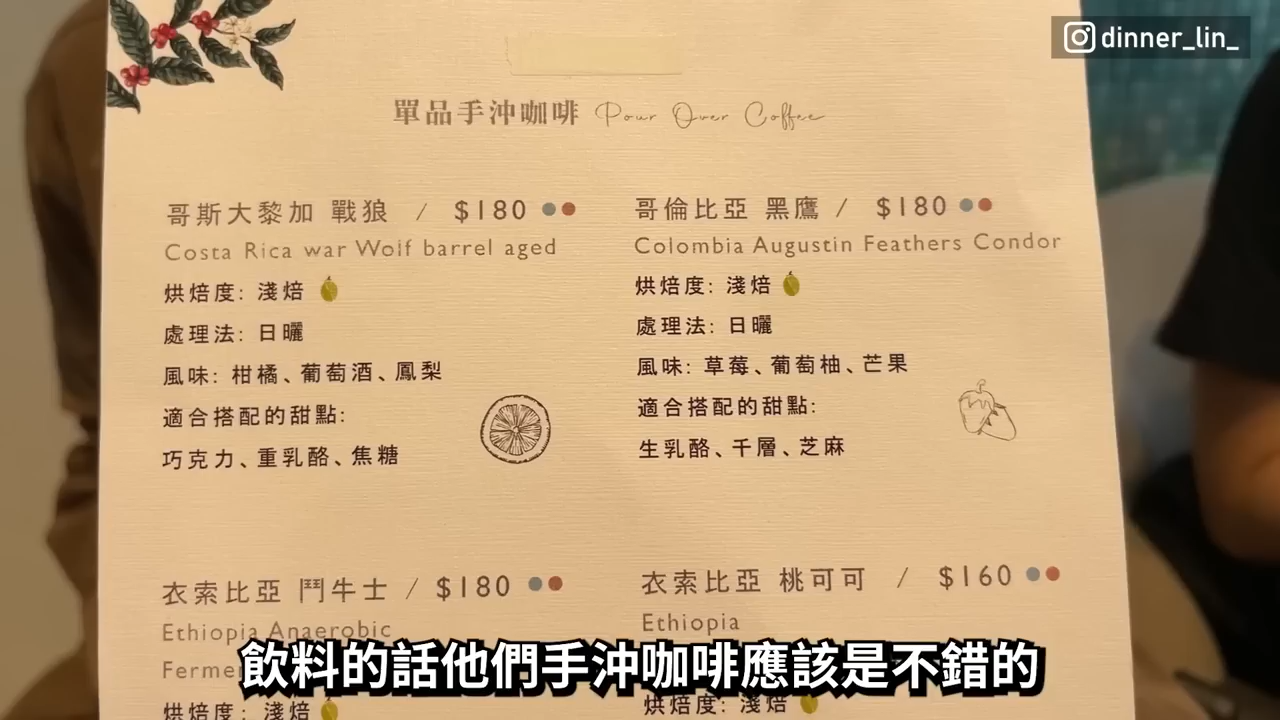 dinner_lin_
單品手沖咖啡 Pour Over Coffee
哥斯大黎加 戰狼 / $180
Costa Rica war Wolf barrel aged
烘焙度: 淺焙
處理法: 日曬
風味: 柑橘、葡萄酒、鳳梨
適合搭配的甜點:
巧克力、重乳酪、焦糖
哥倫比亞 黑鷹 / $180
Colombia Augustin Feathers Condor
烘焙度: 淺焙
處理法: 日曬
風味: 草莓、葡萄柚、芒果
適合搭配的甜點:
生乳酪、千層、芝麻
衣索比亞 鬥牛士 / $180
Ethiopia Anaerobic
烘焙度: 淺焙
衣索比亞 桃可可 / $160
Ethiopia
烘焙度: 淺焙
飲料的話他們手沖咖啡應該是不錯的